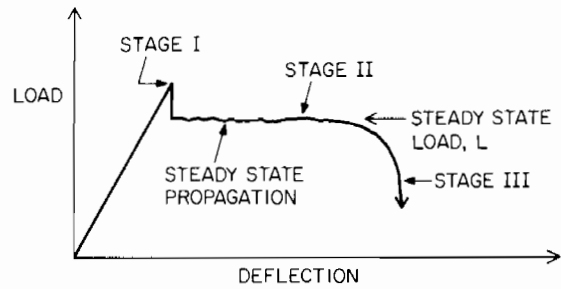 STAGE I
STAGE II
LOAD
STEADY STATE
LOAD, L
STEADY STATE
PROPAGATION
STAGE III
DEFLECTION